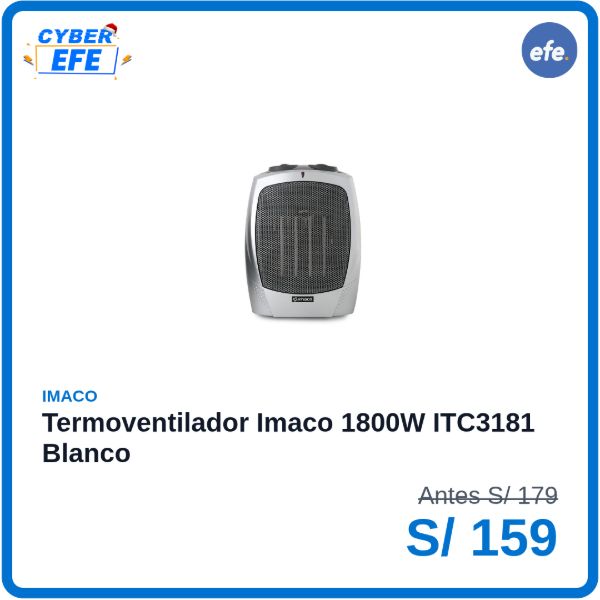 CYBER
EFE
efe.
imaco
IMACO
Termoventilador Imaco 1800W ITC3181
Blanco
Antes S/ 179
S/ 159